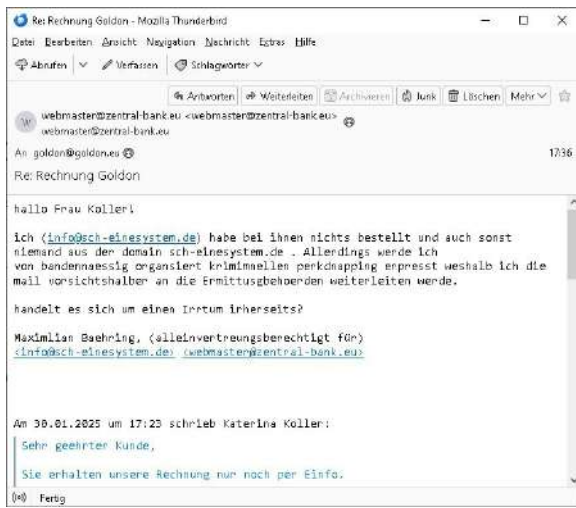 Re: Rechnung Goldon - Mozilla Thunderbird
Datei Bearbeiten Ansicht Navigation Nachricht Extras Hilfe
Abrufen Verfassen Schlagwörter
Antworten Weiterleiten Archivieren Junk Löschen Mehr
W
webmaster@zentral-bank.eu <webmaster@zentral-bank.eu>
webmaster@zentral-bank.eu
An goldon@goldon.eu 17:36
Re: Rechnung Goldon
hallo Frau Koller!
ich (info@sch-einesystem.de) habe bei ihnen nichts bestellt und auch sonst
niemand aus der domain sch-einesystem.de . Allerdings werde ich
von bandennaessig organsiert krimimnellen perkdnapping erpresst weshalb ich die
mail vorsichtshalber an die Ermittusgbehoerden weiterleiten werde.
handelt es sich um einen Irrtum ihrerseits?
Maximlian Baehring, (alleinvertreungsberechtigt für)
<info@sch-einesystem.de> <webmaster@zentral-bank.eu>
Am 30.01.2025 um 17:23 schrieb Katerina Koller:
Sehr geehrter Kunde,
Sie erhalten unsere Rechnung nur noch per Einfo.
Fertig